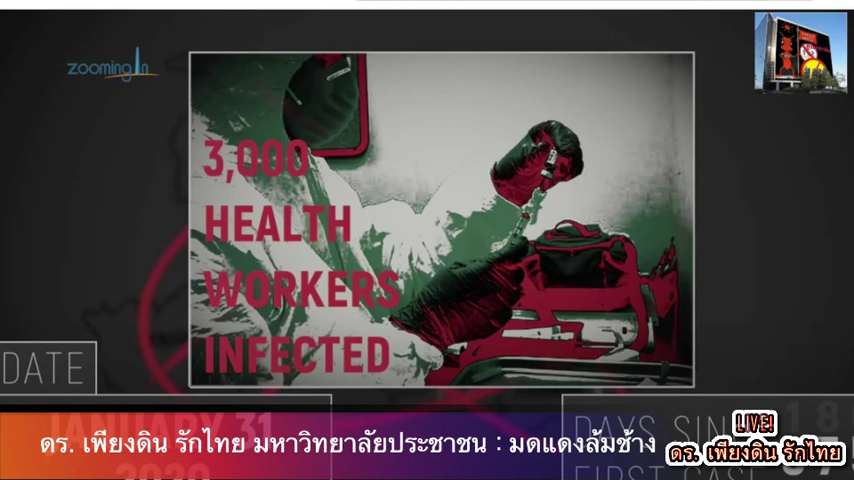 zoomingIn
3,000
HEALTH
WORKERS
INFECTED
DATE
JANUARY 31
2020
DAYS SIN
FIRST CASE
ดร. เพียงดิน รักไทย มหาวิทยาลัยประชาชน : มดแดงล้มช้าง
LIVE!
ดร. เพียงดิน รักไทย